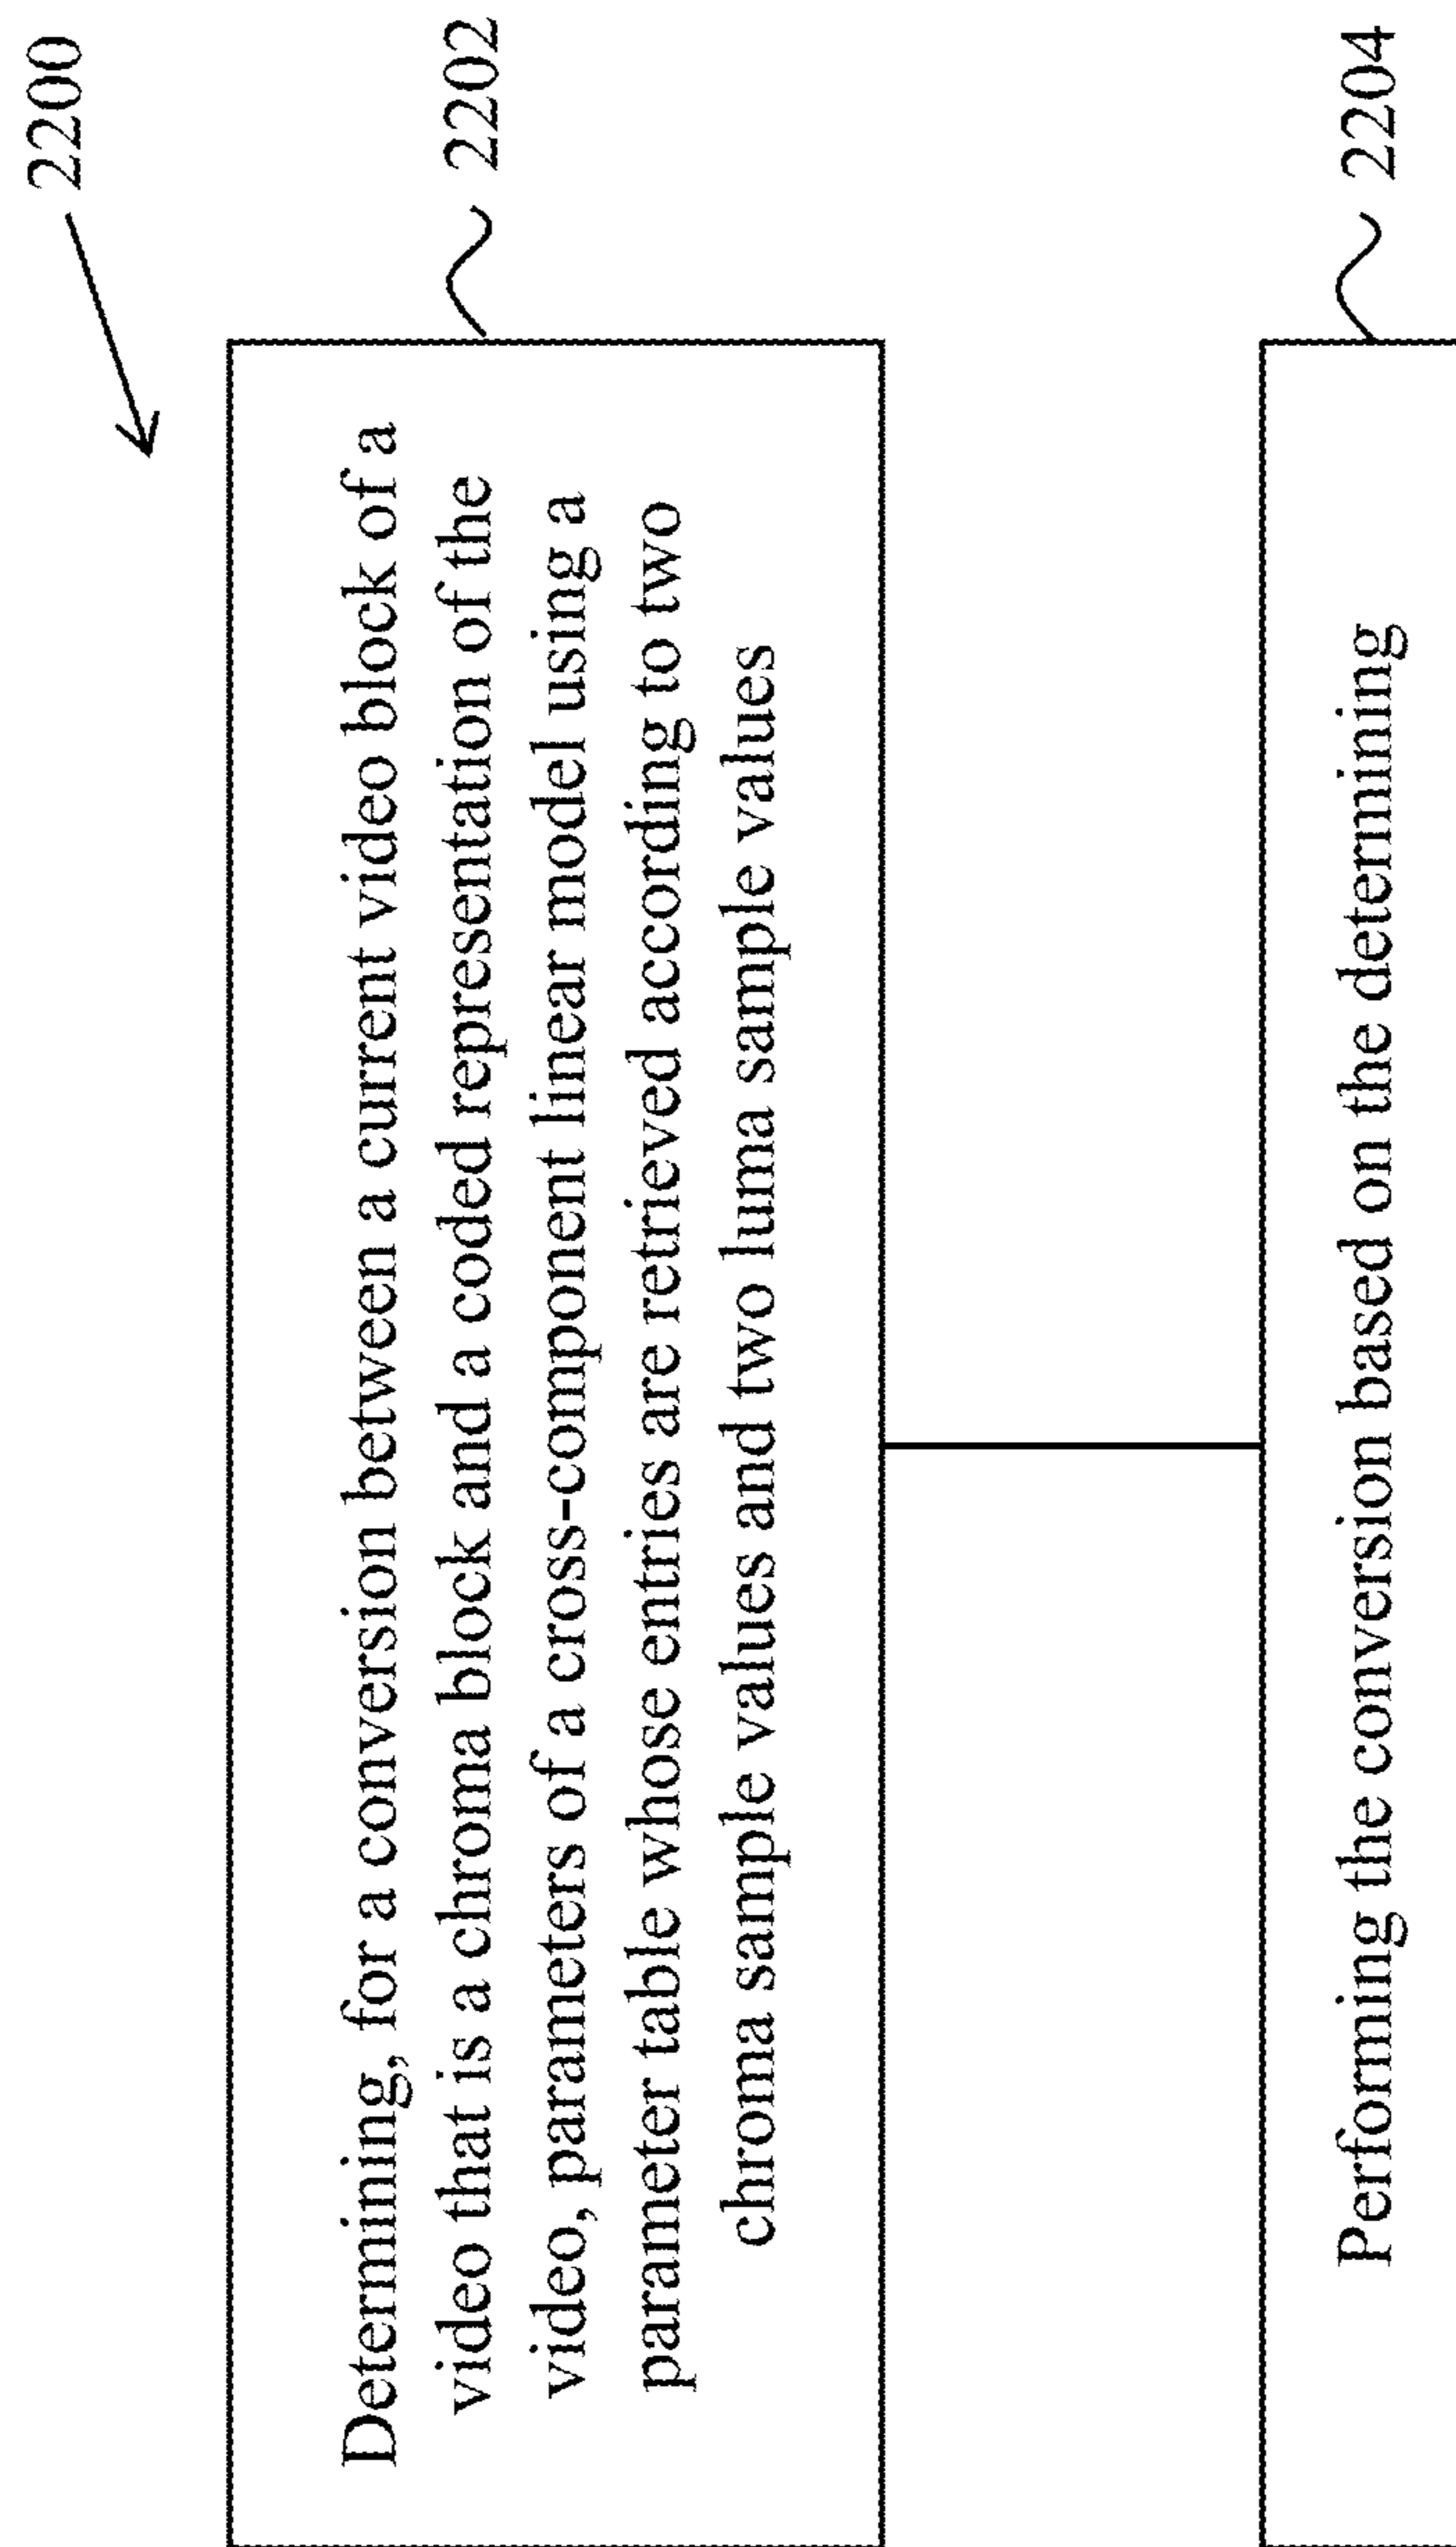 2200
2202
Determining, for a conversion between a current video block of a
video that is a chroma block and a coded representation of the
video, parameters of a cross-component linear model using a
parameter table whose entries are retrieved according to two
chroma sample values and two luma sample values
2204
Performing the conversion based on the determining